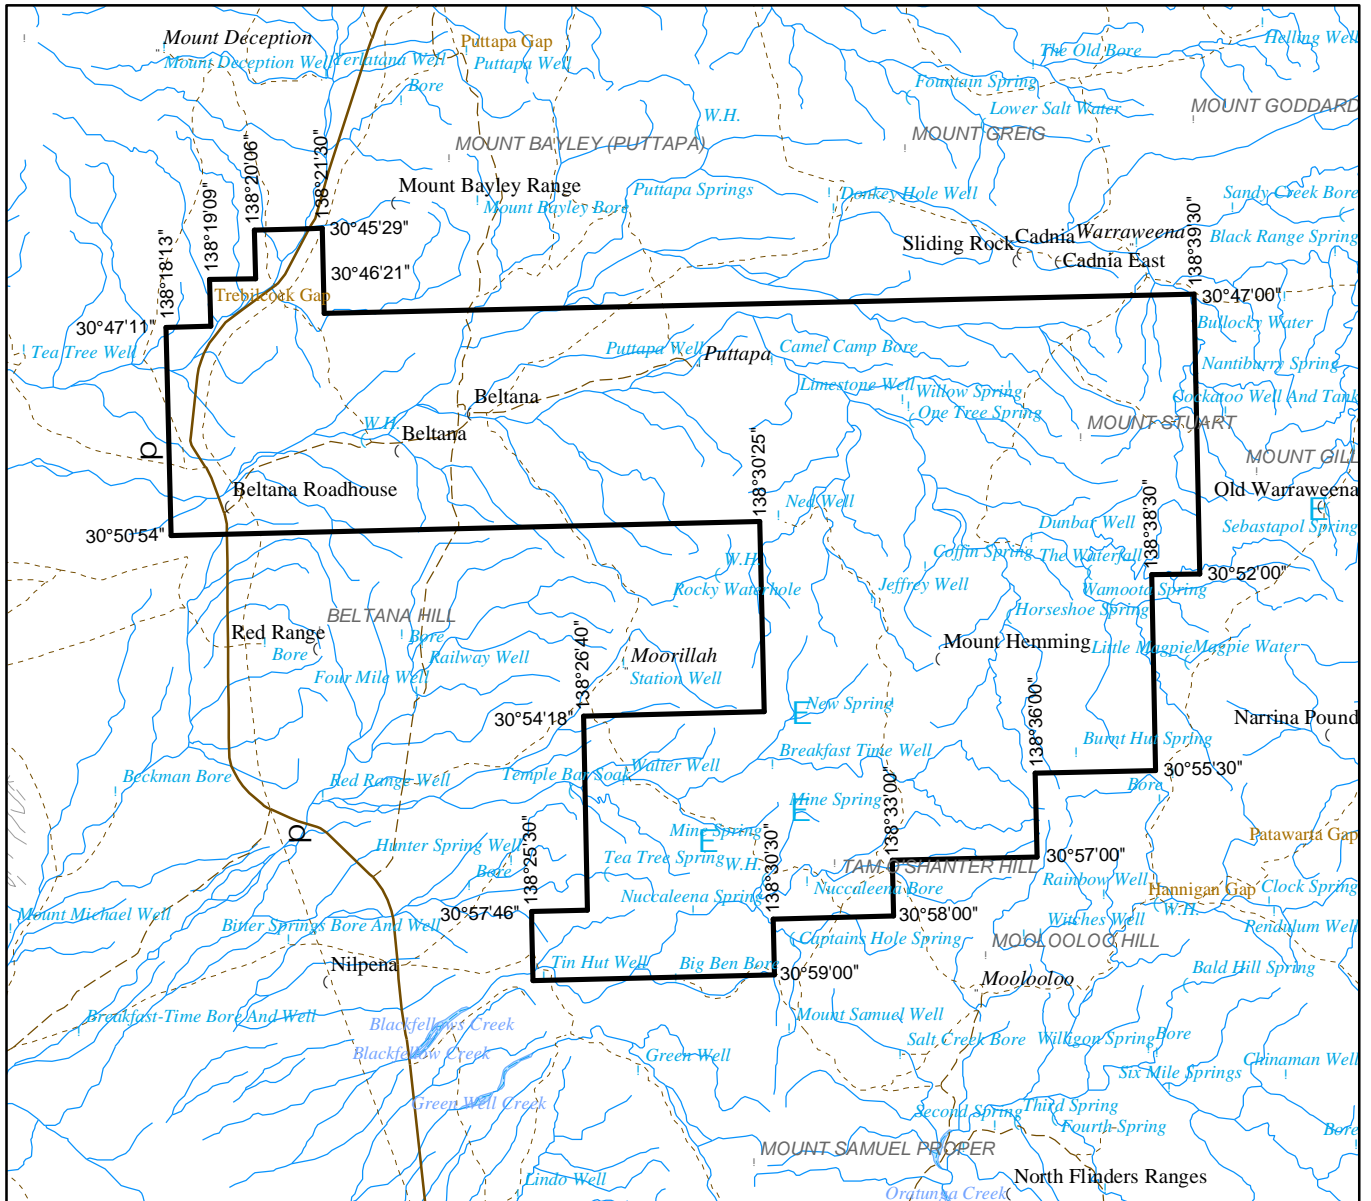 Mount Deception
Puttapa Gap
Helling Well
The Old Bore
Mount Deception Well
Terlatana Well
Puttapa Well
Bore
Fountain Spring
Lower Salt Water
MOUNT GODDARD
W.H.
MOUNT GREIG
MOUNT BAYLEY (PUTTAPA)
138°20'06"
138°21'30"
138°19'09"
138°18'13"
Mount Bayley Range
Puttapa Springs
Donkey Hole Well
Sandy Creek Bore
Mount Bayley Bore
30°45'29"
Sliding Rock
Cadnia
Warraweena
138°39'30"
Black Range Spring
Cadnia East
30°46'21"
Trebilcock Gap
30°47'00"
30°47'11"
Bullocky Water
Tea Tree Well
Puttapa Well
Puttapa
Camel Camp Bore
Nantiburry Spring
Limestone Well
Willow Spring
Cockatoo Well And Tank
Beltana
One Tree Spring
MOUNT STUART
W.H.
Beltana
138°30'25"
MOUNT GILL
p
Beltana Roadhouse
Ned Well
138°38'30"
Old Warraweena
E
30°50'54"
Dunbar Well
Sebastapol Spring
Coffin Spring
The Waterfall
W.H.
30°52'00"
Rocky Waterhole
Jeffrey Well
Wamoota Spring
BELTANA HILL
Horseshoe Spring
Red Range
Bore
Bore
Railway Well
138°26'40"
Moorillah
Mount Hemming
Little Magpie
Magpie Water
Four Mile Well
Station Well
30°54'18"
E
New Spring
138°36'00"
Narrina Pound
Breakfast Time Well
Burnt Hut Spring
Beckman Bore
Red Range Well
Temple Bar Soak
Walter Well
30°55'30"
Bore
138°33'00"
Mine Spring
E
p
Mine Spring
E
Patawarta Gap
Hunter Spring Well
138°25'30"
138°30'30"
Tea Tree Spring
W.H.
TAM O'SHANTER HILL
30°57'00"
Bore
Nuccaleena Bore
Rainbow Well
Hannigan Gap
Clock Spring
Nuccaleena Spring
W.H.
Mount Michael Well
30°57'46"
30°58'00"
Bitter Springs Bore And Well
Witches Well
Pendulum Well
Captains Hole Spring
MOOLOOLOO HILL
Nilpena
Tin Hut Well
Big Ben Bore
30°59'00"
Moolooloo
Bald Hill Spring
Breakfast-Time Bore And Well
Blackfellows Creek
Mount Samuel Well
Blackfellow Creek
Green Well
Salt Creek Bore
Willigon Spring
Bore
Chinaman Well
Six Mile Springs
Green Well Creek
Second Spring
Third Spring
Fourth Spring
Bore
MOUNT SAMUEL PROPER
Lindo Well
North Flinders Ranges
Oratunga Creek